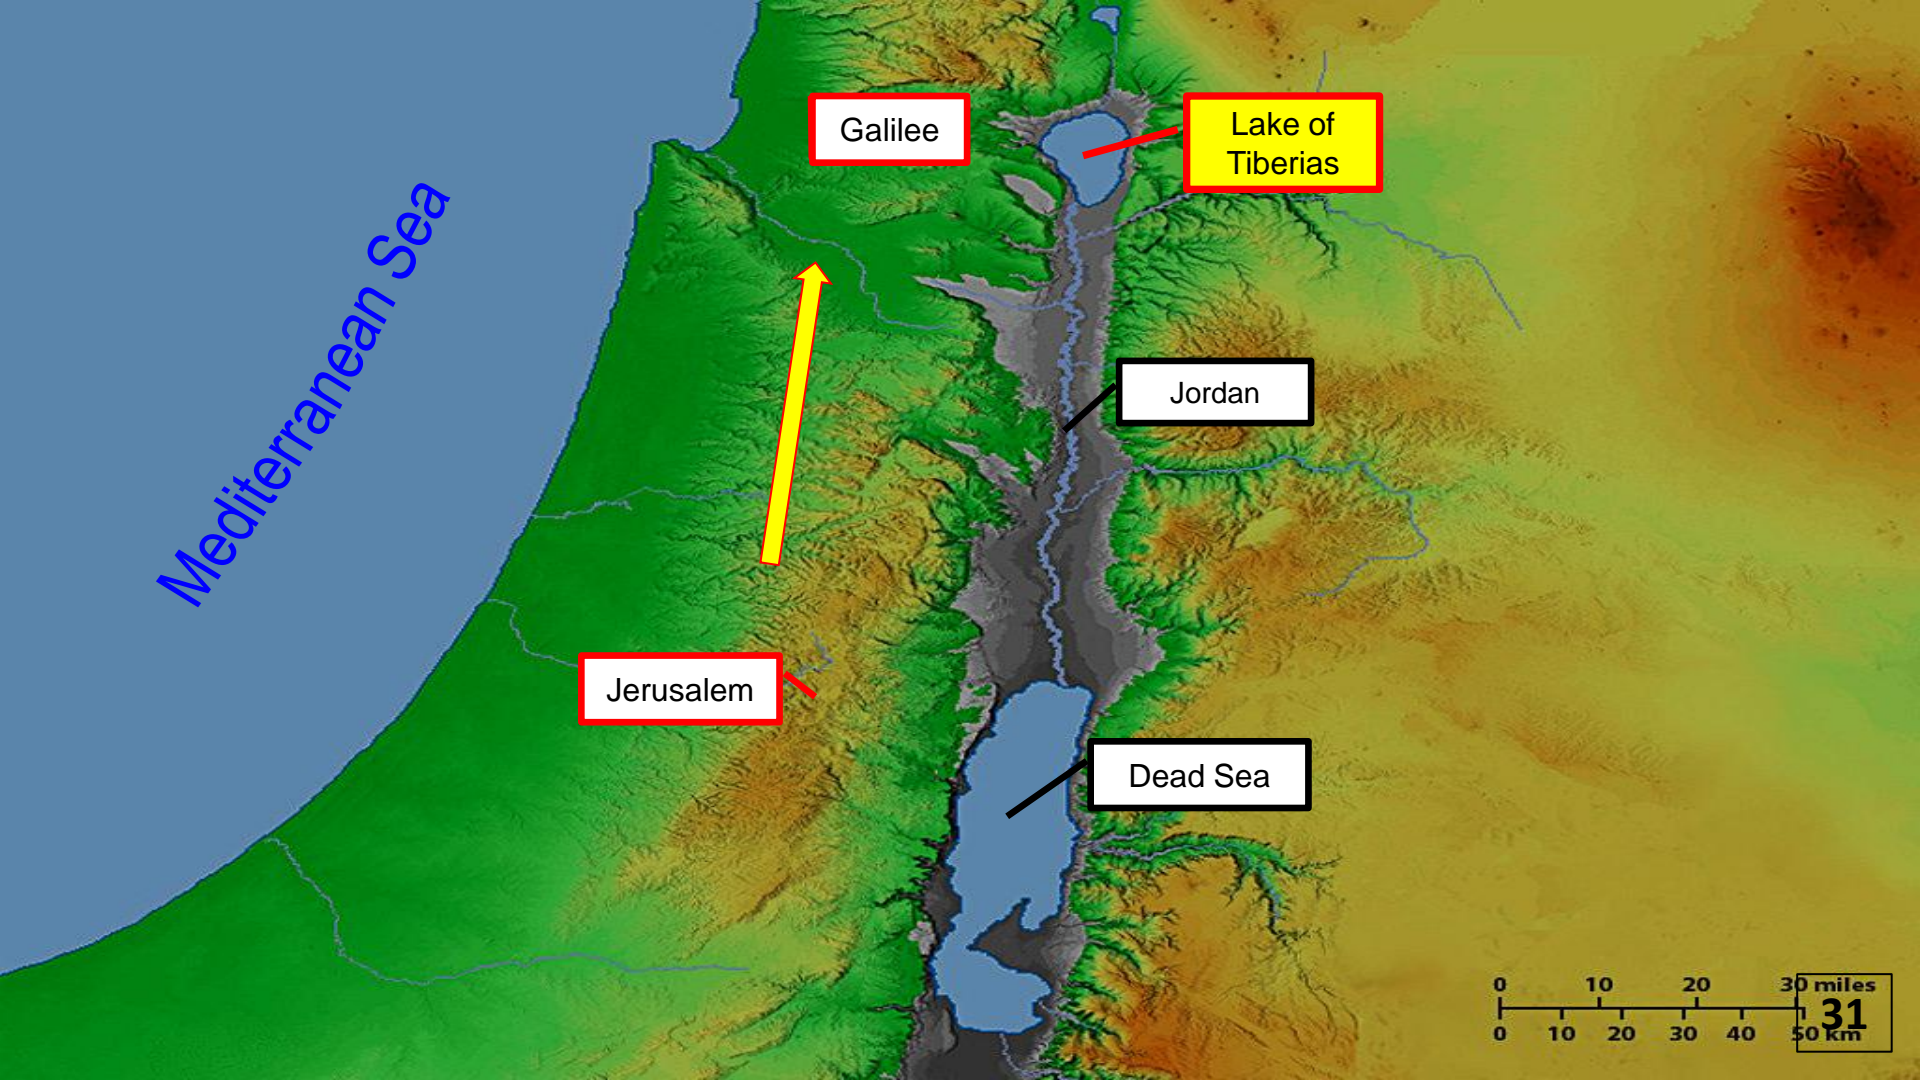 Galilee
Lake of
Tiberias
Mediterranean Sea
Jordan
Jerusalem
Dead Sea
0 10 20 30 miles
0 10 20 30 40 50 km
31